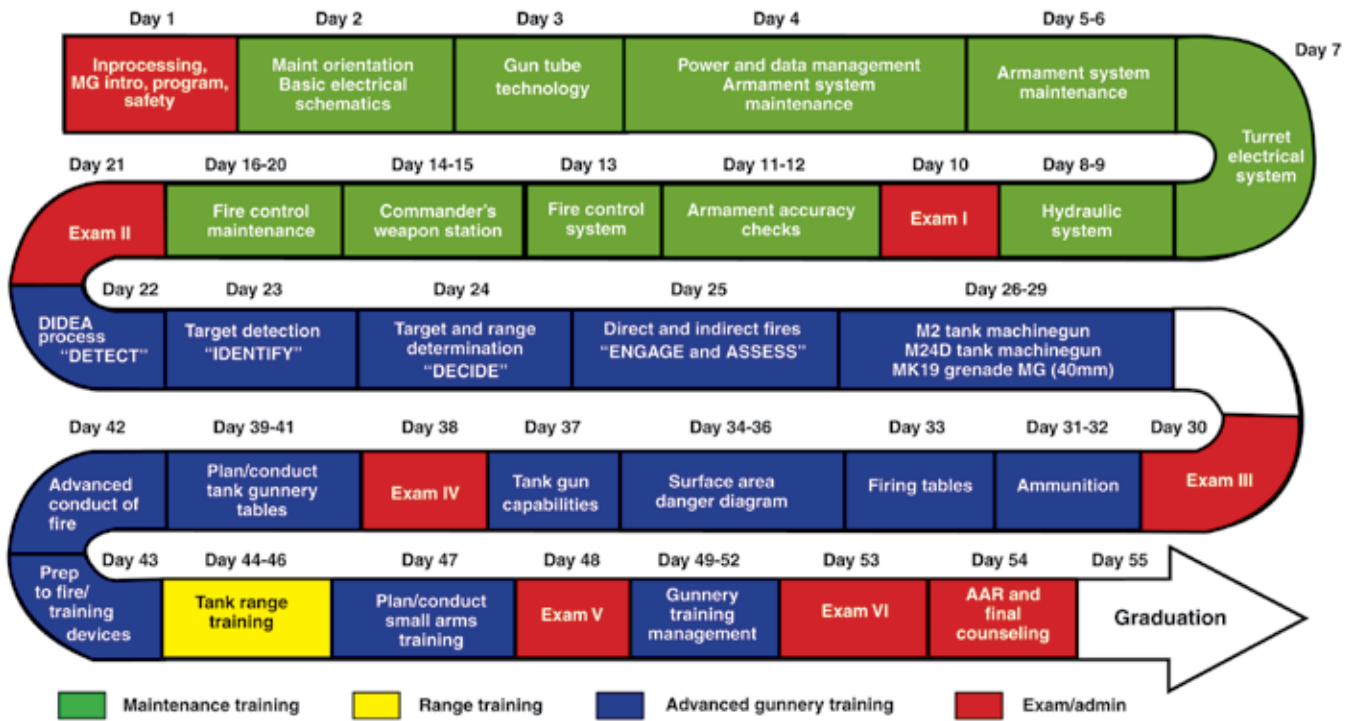 Day 1
Day 2
Day 3
Day 4
Day 5-6
Day 7
Inprocessing,
MG intro, program,
safety
Maint orientation
Basic electrical
schematics
Gun tube
technology
Power and data management
Armament system
maintenance
Armament system
maintenance
Turret
electrical
system
Day 21
Day 16-20
Day 14-15
Day 13
Day 11-12
Day 10
Day 8-9
Exam II
Fire control
maintenance
Commander's
weapon station
Fire control
system
Armament accuracy
checks
Exam I
Hydraulic
system
Day 22
Day 23
Day 24
Day 25
Day 26-29
DIDEA
process
"DETECT"
Target detection
"IDENTIFY"
Target and range
determination
"DECIDE"
Direct and indirect fires
"ENGAGE and ASSESS"
M2 tank machinegun
M24D tank machinegun
MK19 grenade MG (40mm)
Day 42
Day 39-41
Day 38
Day 37
Day 34-36
Day 33
Day 31-32
Day 30
Advanced
conduct of
fire
Plan/conduct
tank gunnery
tables
Exam IV
Tank gun
capabilities
Surface area
danger diagram
Firing tables
Ammunition
Exam III
Day 43
Day 44-46
Day 47
Day 48
Day 49-52
Day 53
Day 54
Day 55
Prep
to fire/
training
devices
Tank range
training
Plan/conduct
small arms
training
Exam V
Gunnery
training
management
Exam VI
AAR and
final
counseling
Graduation
Maintenance training
Range training
Advanced gunnery training
Exam/admin